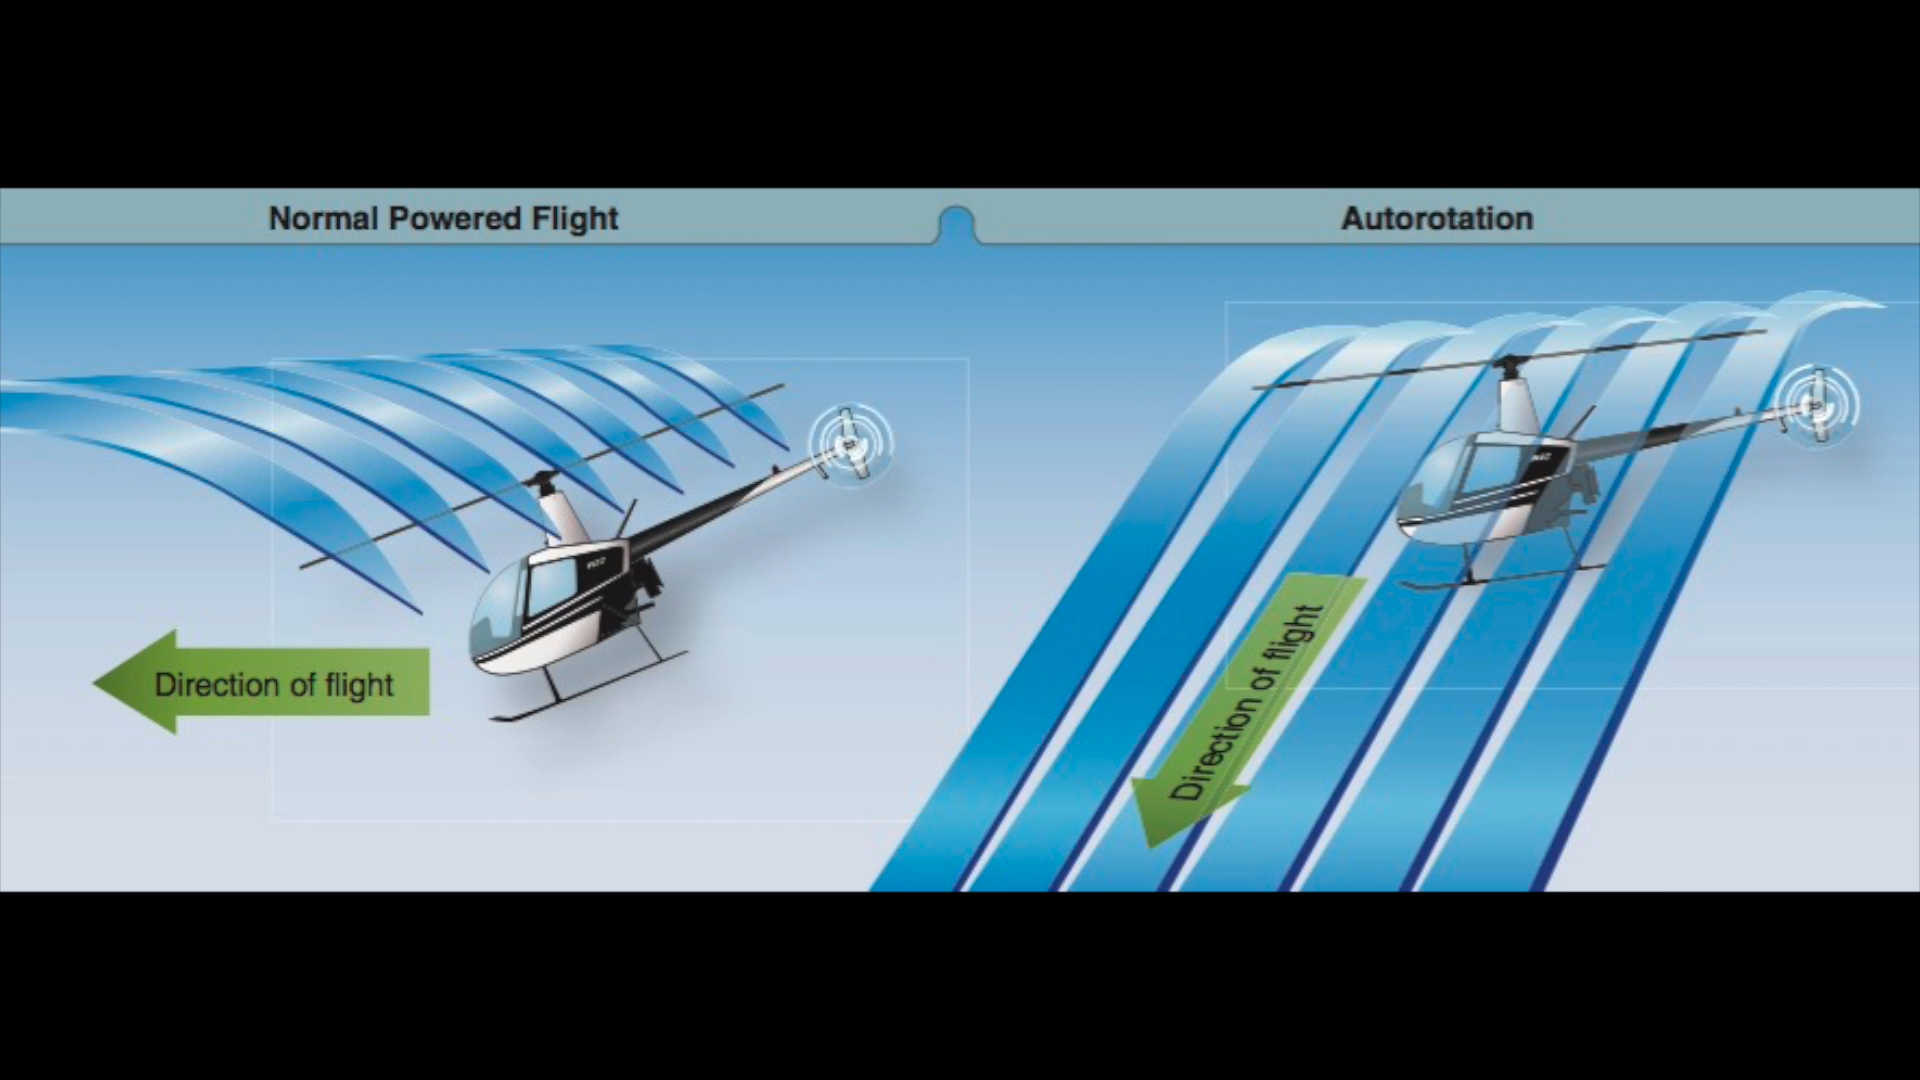 Normal Powered Flight
Autorotation
Direction of flight
Direction of flight